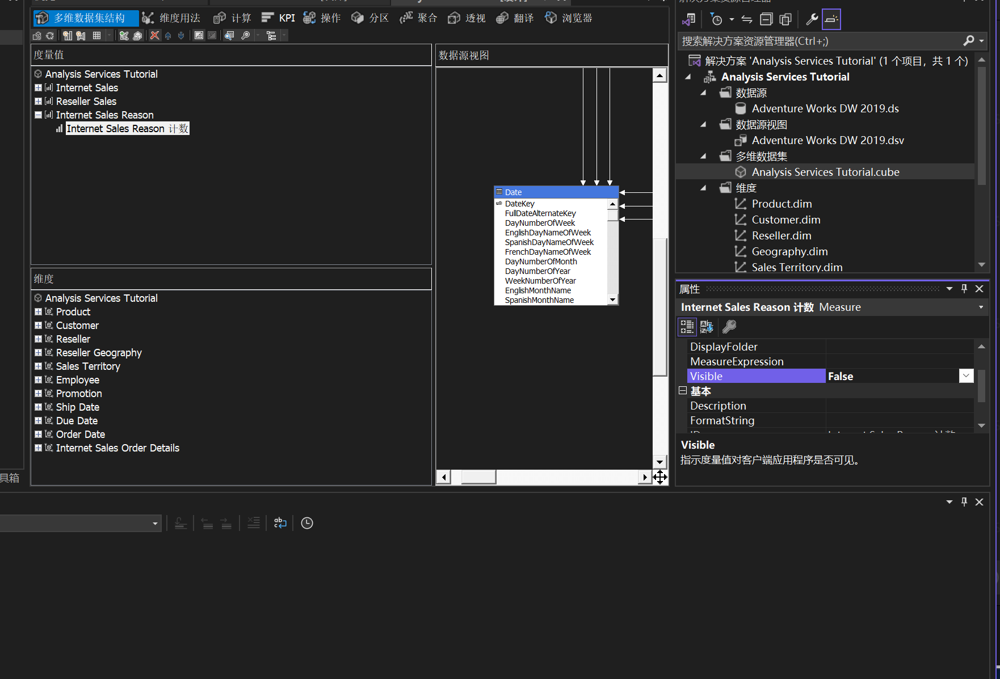 多维数据集结构
维度用法
计算
KPI
操作
分区
聚合
透视
翻译
浏览器
度量值
Analysis Services Tutorial
Internet Sales
Reseller Sales
Internet Sales Reason
Internet Sales Reason 计数
维度
Analysis Services Tutorial
Product
Customer
Reseller
Reseller Geography
Sales Territory
Employee
Promotion
Ship Date
Due Date
Order Date
Internet Sales Order Details
数据源视图
Date
DateKey
FullDateAlternateKey
DayNumberOfWeek
EnglishDayNameOfWeek
SpanishDayNameOfWeek
FrenchDayNameOfWeek
DayNumberOfMonth
DayNumberOfYear
WeekNumberOfYear
EnglishMonthName
SpanishMonthName
搜索解决方案资源管理器(Ctrl+;)
解决方案 'Analysis Services Tutorial' (1 个项目，共 1 个)
Analysis Services Tutorial
数据源
Adventure Works DW 2019.ds
数据源视图
Adventure Works DW 2019.dsv
多维数据集
Analysis Services Tutorial.cube
维度
Product.dim
Customer.dim
Reseller.dim
Geography.dim
Sales Territory.dim
属性
Internet Sales Reason 计数 Measure
DisplayFolder
MeasureExpression
Visible False
基本
Description
FormatString
Visible
指示度量值对客户端应用程序是否可见。
具箱